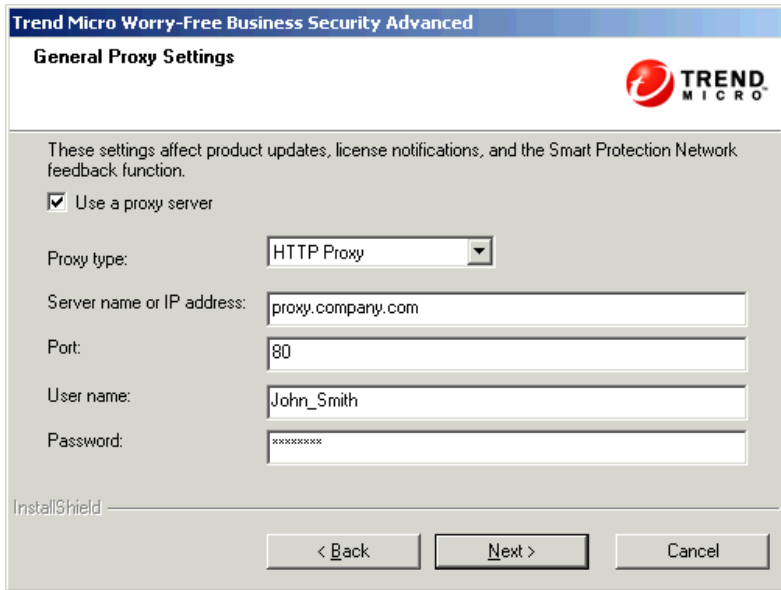 Trend Micro Worry-Free Business Security Advanced
General Proxy Settings
TREND
MICRO™
These settings affect product updates, license notifications, and the Smart Protection Network
feedback function.
Use a proxy server
Proxy type:
HTTP Proxy
Server name or IP address:
proxy.company.com
Port:
80
User name:
John_Smith
Password:
********
InstallShield
< Back
Next >
Cancel